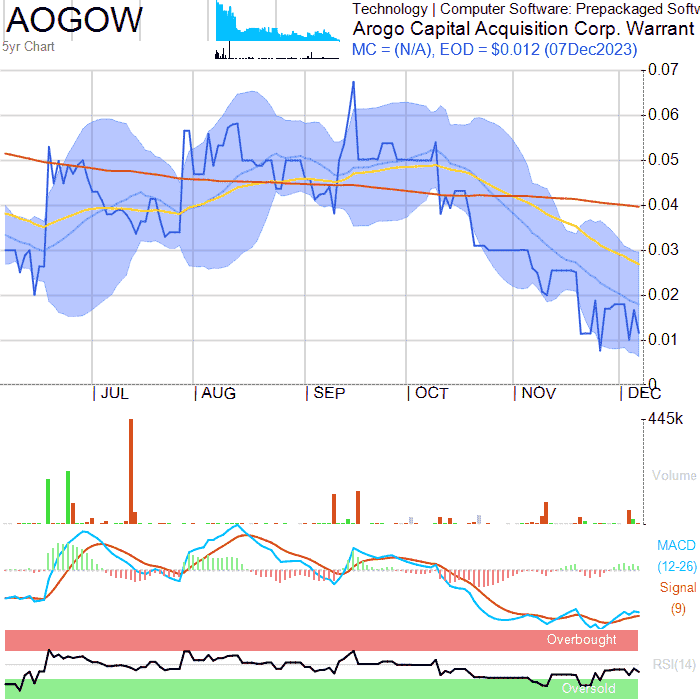 AOGOW
5yr Chart
Technology | Computer Software: Prepackaged Softw
Arogo Capital Acquisition Corp. Warrant
MC = (N/A), EOD = $0.012 (07Dec2023)
0.07
0.06
0.05
0.04
0.03
0.02
0.01
0
JUL AUG SEP OCT NOV DEC
445k
Volume
MACD
(12-26)
Signal
(9)
Overbought
RSI(14)
Oversold